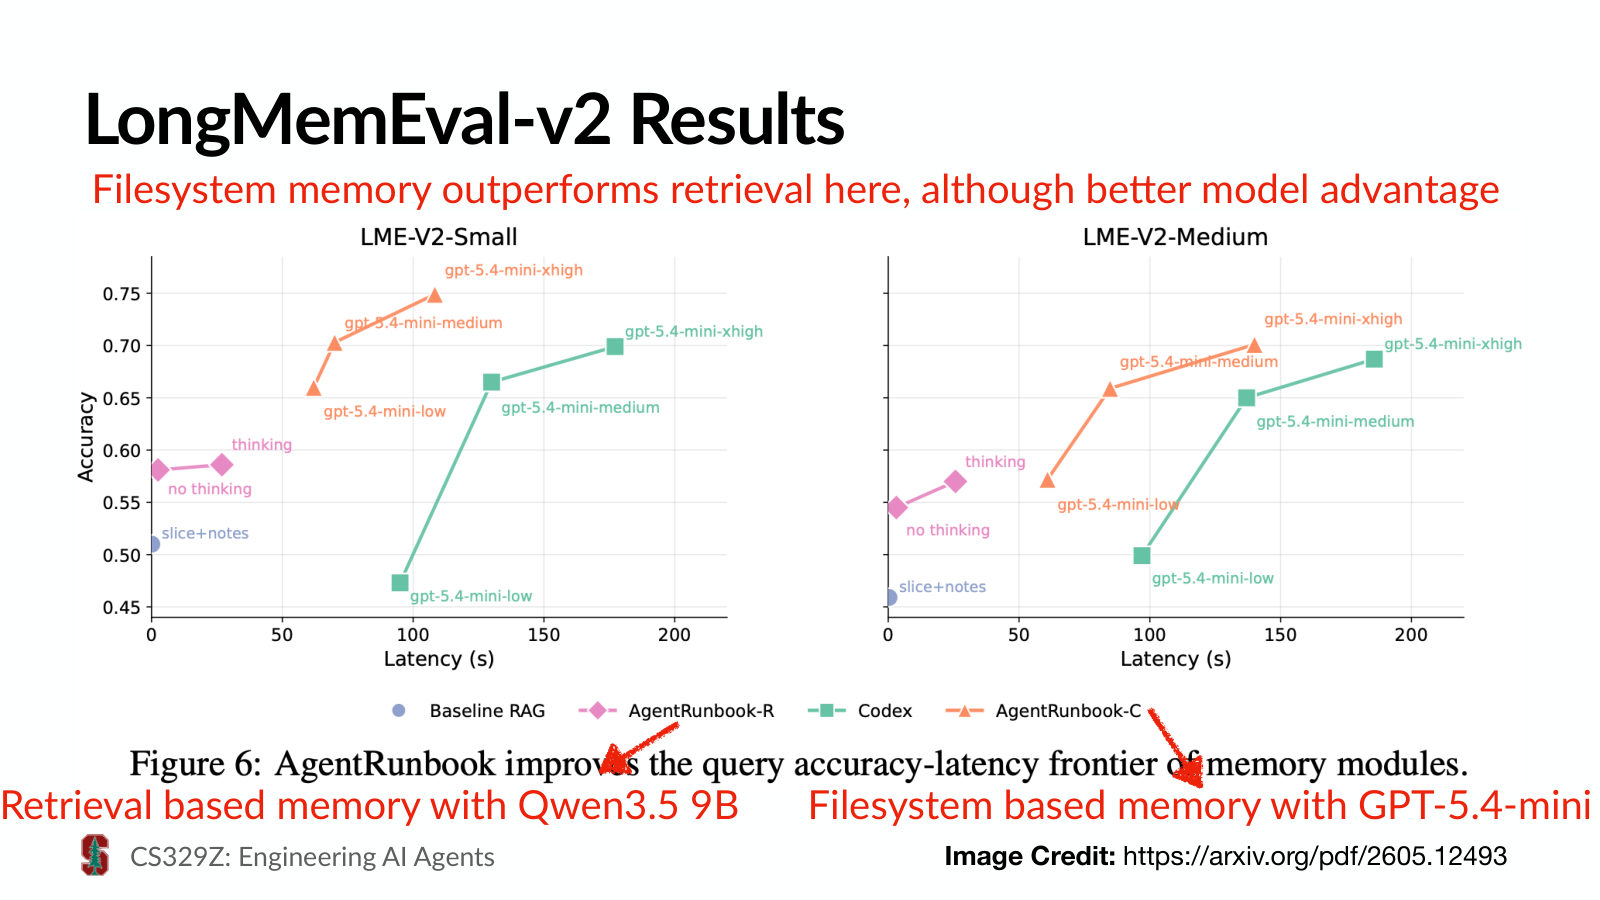 LongMemEval-v2 Results
Filesystem memory outperforms retrieval here, although better model advantage
LME-V2-Small
gpt-5.4-mini-xhigh
gpt-5.4-mini-medium
gpt-5.4-mini-xhigh
gpt-5.4-mini-low
gpt-5.4-mini-medium
thinking
no thinking
slice+notes
gpt-5.4-mini-low
0.75
0.70
0.65
0.60
0.55
0.50
0.45
Accuracy
0 50 100 150 200
Latency (s)
LME-V2-Medium
gpt-5.4-mini-xhigh
gpt-5.4-mini-xhigh
gpt-5.4-mini-medium
gpt-5.4-mini-medium
thinking
gpt-5.4-mini-low
no thinking
gpt-5.4-mini-low
slice+notes
0 50 100 150 200
Latency (s)
Baseline RAG AgentRunbook-R Codex AgentRunbook-C
Figure 6: AgentRunbook improves the query accuracy-latency frontier of memory modules.
Retrieval based memory with Qwen3.5 9B
Filesystem based memory with GPT-5.4-mini
CS329Z: Engineering AI Agents
Image Credit: https://arxiv.org/pdf/2605.12493